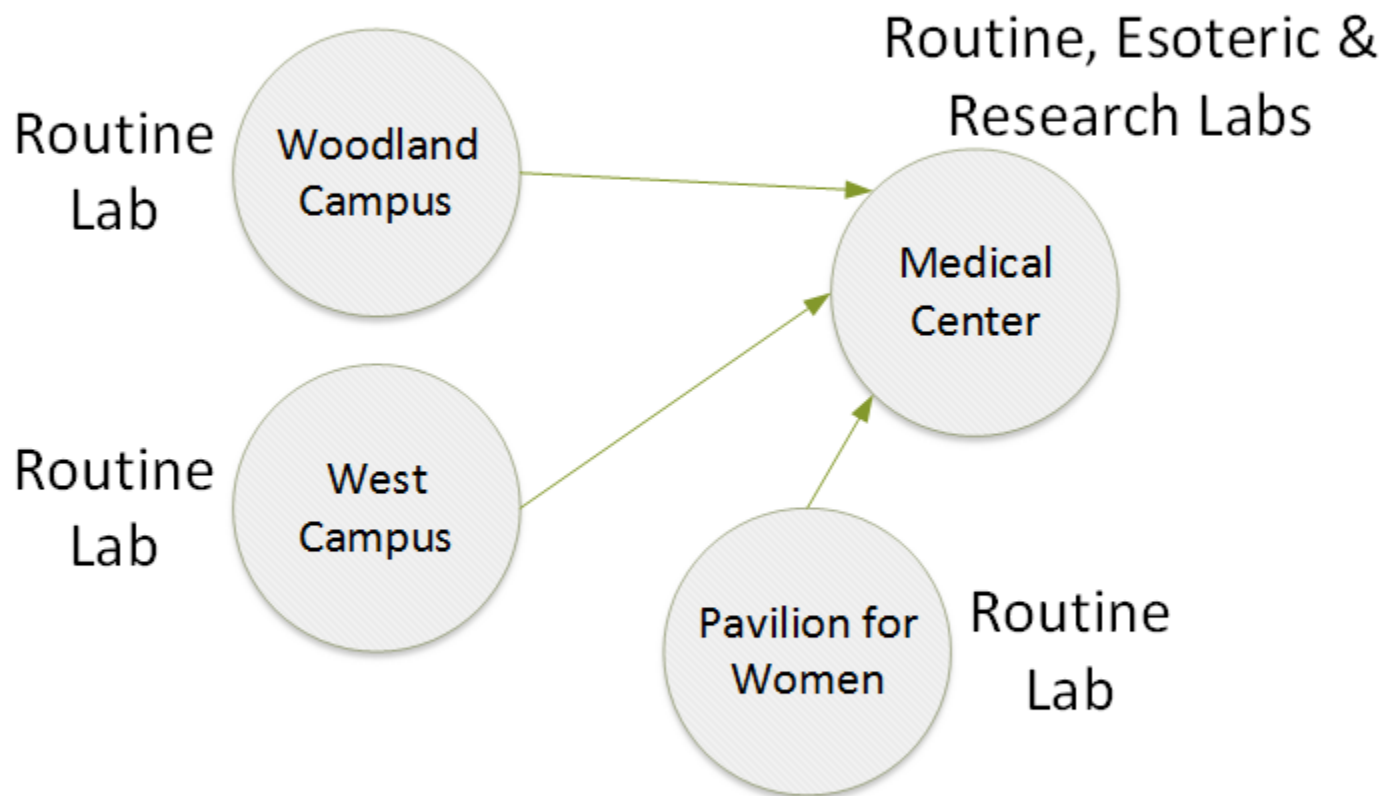 Routine, Esoteric &
Research Labs
Routine
Lab
Woodland
Campus
Medical
Center
Routine
Lab
West
Campus
Pavilion for
Women
Routine
Lab